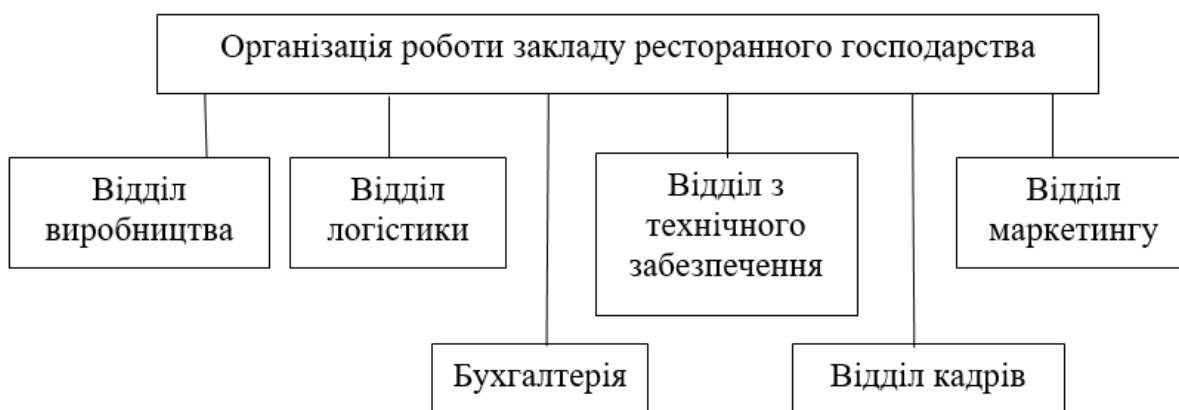 Організація роботи закладу ресторанного господарства
Відділ
виробництва
Відділ
логістики
Відділ з
технічного
забезпечення
Відділ
маркетингу
Бухгалтерія
Відділ кадрів